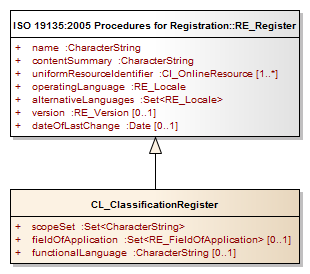 ISO 19135:2005 Procedures for Registration::RE_Register
+ name :CharacterString
+ contentSummary :CharacterString
+ uniformResourceIdentifier :CI_OnlineResource [1..*]
+ operatingLanguage :RE_Locale
+ alternativeLanguages :Set<RE_Locale>
+ version :RE_Version [0..1]
+ dateOfLastChange :Date [0..1]
CL_ClassificationRegister
+ scopeSet :Set<CharacterString>
+ fieldOfApplication :Set<RE_FieldOfApplication> [0..1]
+ functionalLanguage :CharacterString [0..1]